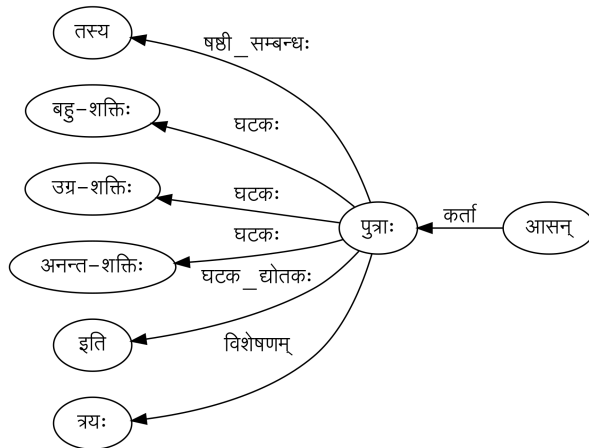 तस्य
षष्ठी_सम्बन्धः
बहु-शक्तिः
घटकः
उग्र-शक्तिः
घटकः
पुत्राः
कर्ता
आसन्
घटकः
अनन्त-शक्तिः
घटक_द्योतकः
इति
विशेषणम्
त्रयः